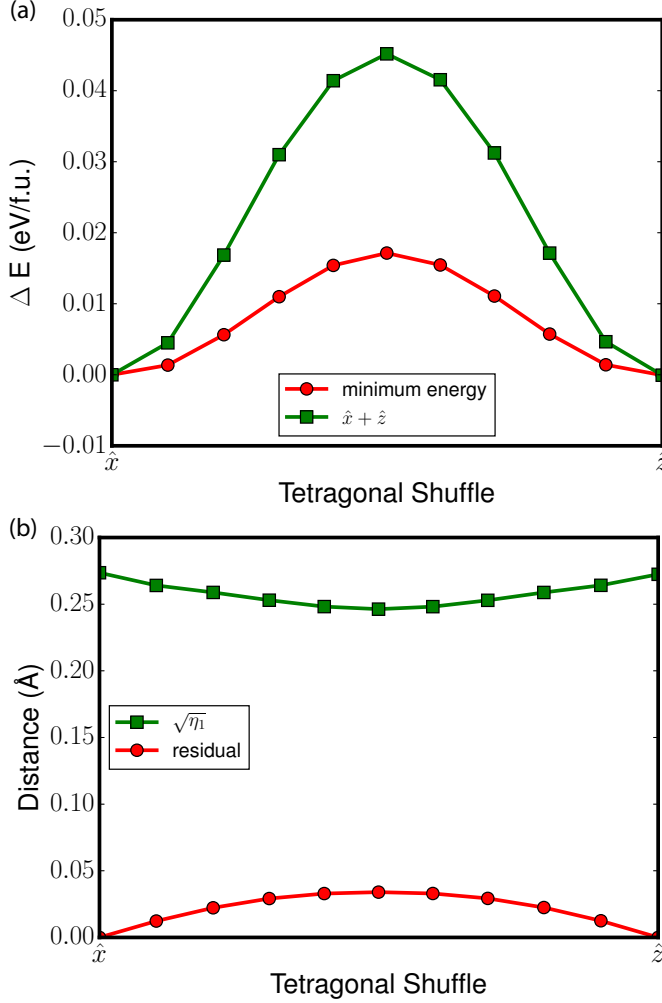 (a)
0.05
0.04
0.03
0.02
0.01
0.00
−0.01
Δ E (eV/f.u.)
minimum energy
x̂ + ẑ
x̂
ẑ
Tetragonal Shuffle
(b)
0.30
0.25
0.20
0.15
0.10
0.05
0.00
Distance (Å)
√η₁
residual
x̂
ẑ
Tetragonal Shuffle